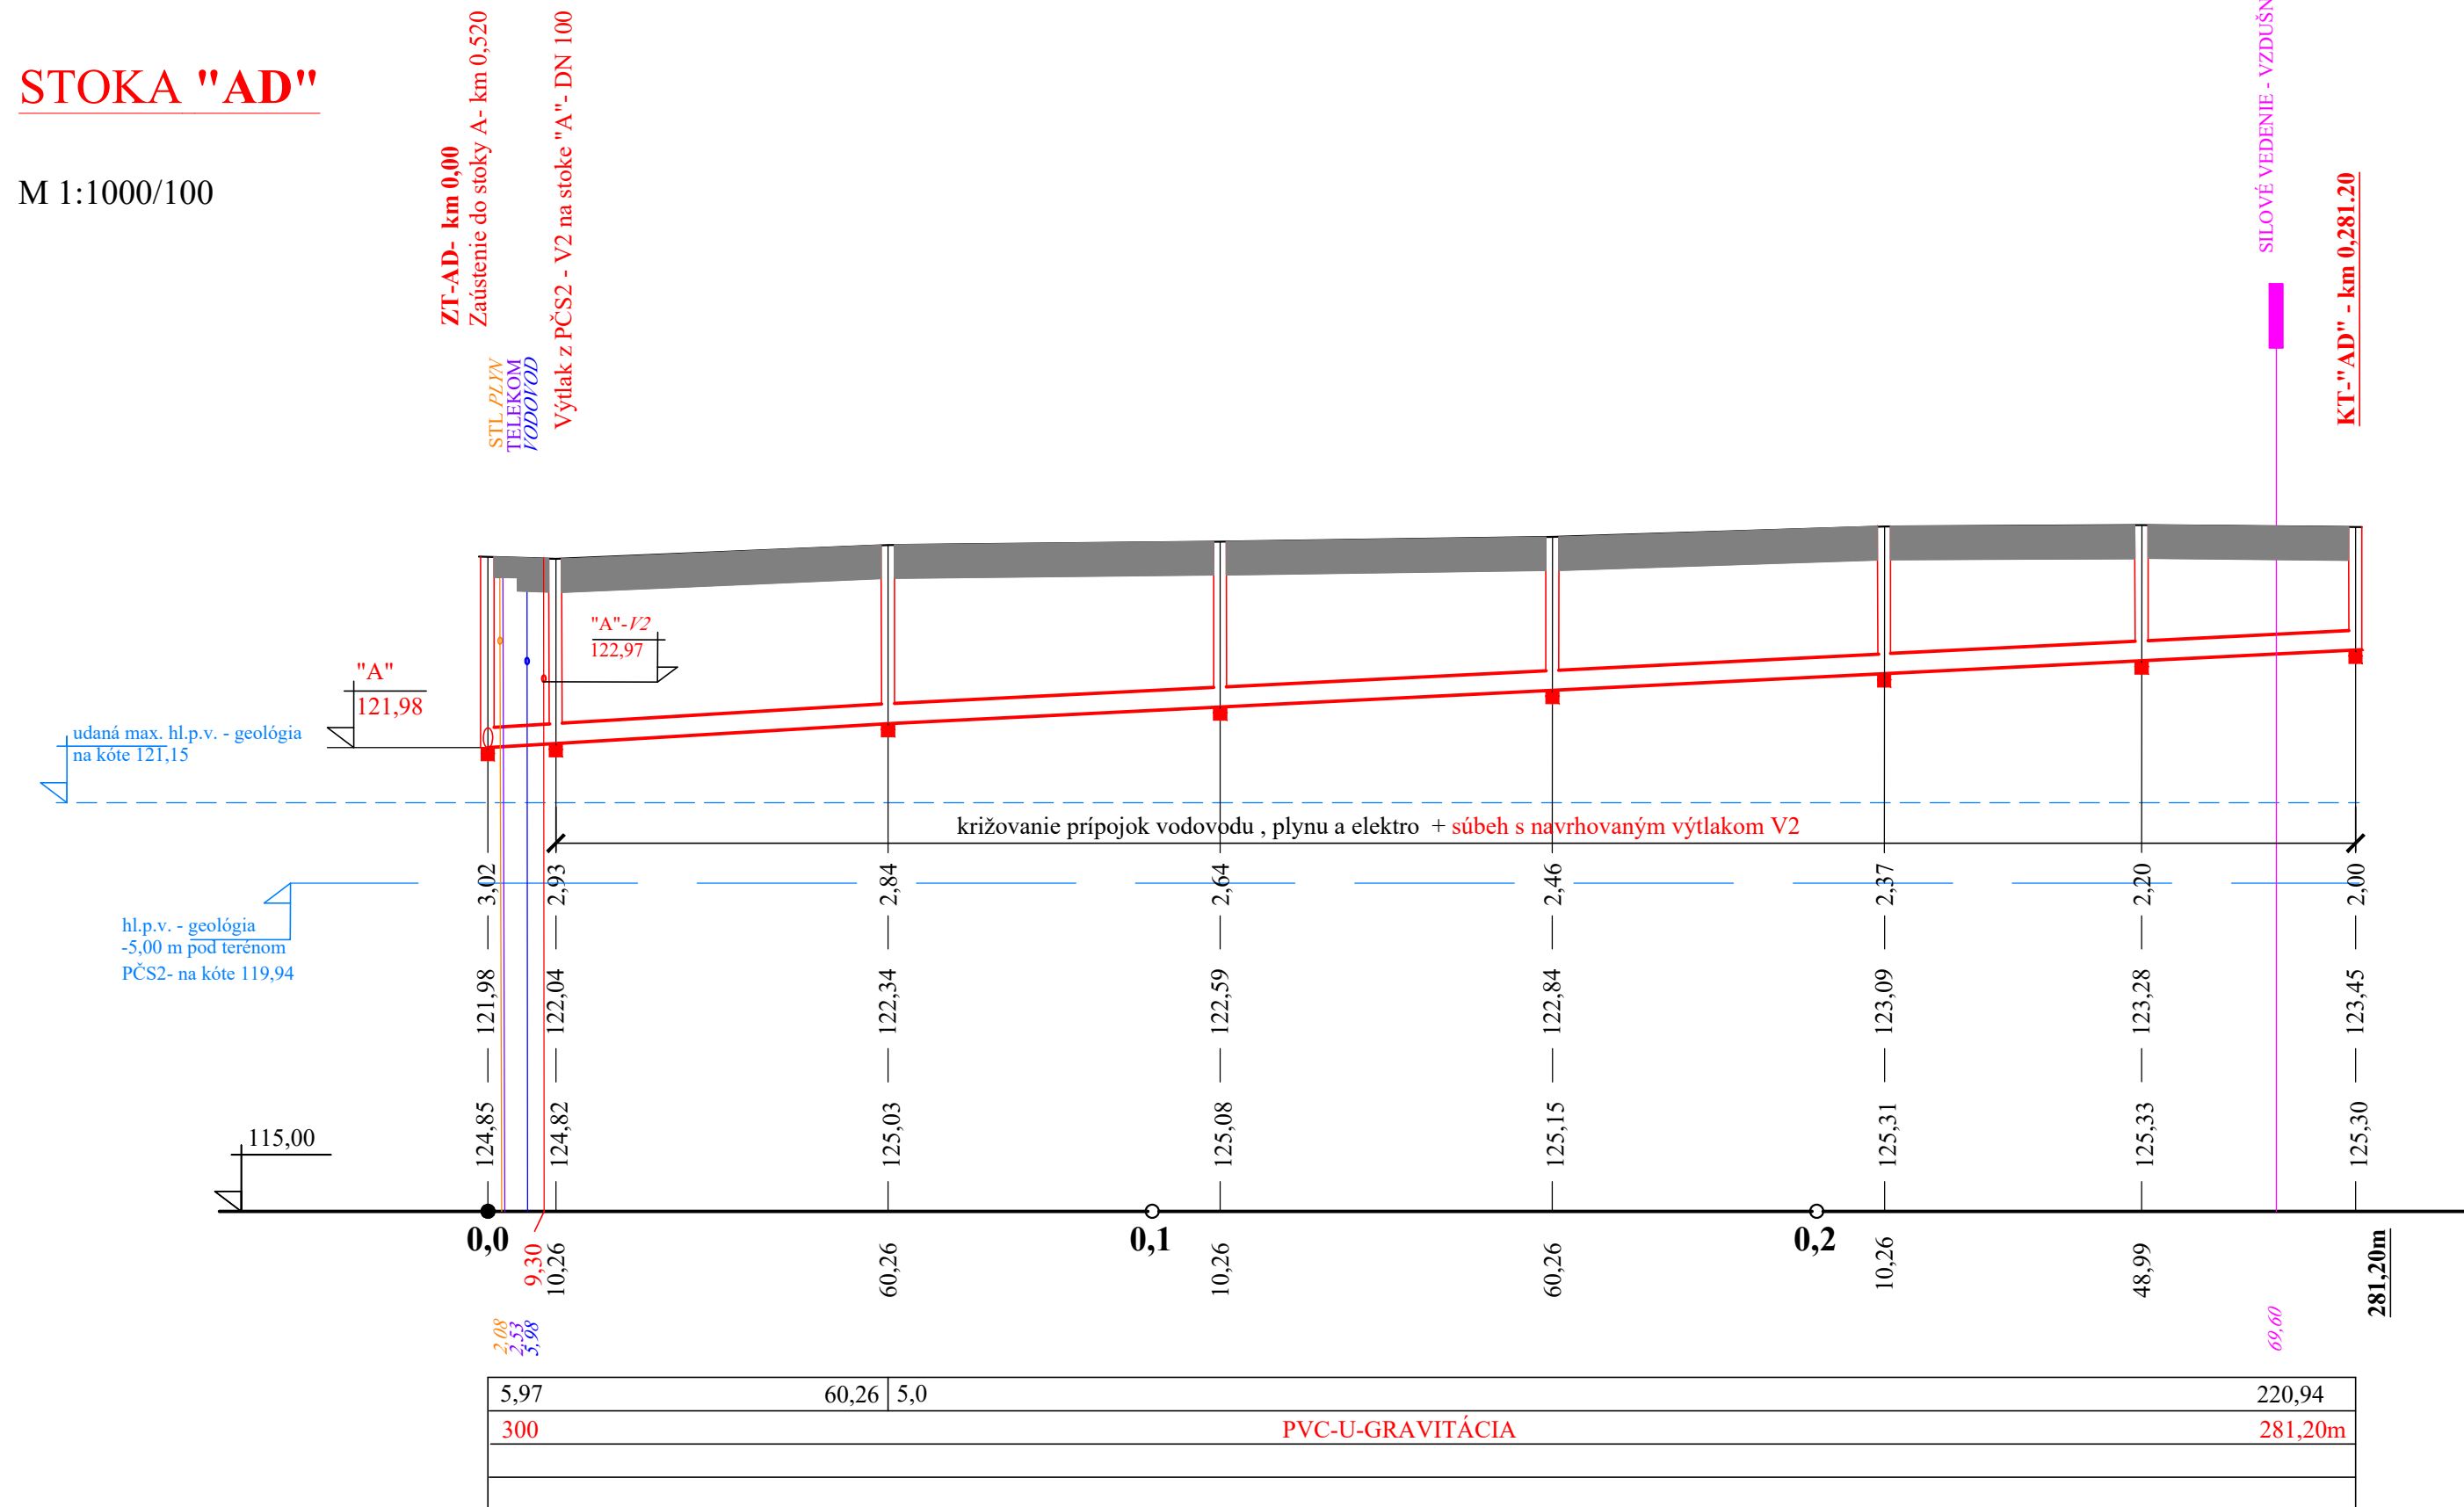 STOKA "AD"
M 1:1000/100
ZT-AD- km 0,00
Zaústenie do stoky A- km 0,520
Výtlak z PČS2 - V2 na stoke "A"- DN 100
STL PLYN
TELEKOM
VODOVOD
SILOVÉ VEDENIE - VZDUŠN
KT-"AD" - km 0,281.20
"A"-V2
122,97
"A"
121,98
udaná max. hl.p.v. - geológia
na kóte 121,15
križovanie prípojok vodovodu , plynu a elektro + súbeh s navrhovaným výtlakom V2
3,02 2,93 2,84 2,64 2,46 2,37 2,20 2,00
hl.p.v. - geológia
-5,00 m pod terénom
PČS2- na kóte 119,94
121,98 122,04 122,34 122,59 122,84 123,09 123,28 123,45
124,85 124,82 125,03 125,08 125,15 125,31 125,33 125,30
115,00
0,0 0,1 0,2
9,30 10,26 60,26 10,26 60,26 10,26 48,99 281,20m
2,08 2,53 5,98 69,60
5,97 60,26 5,0 220,94
300 PVC-U-GRAVITÁCIA 281,20m